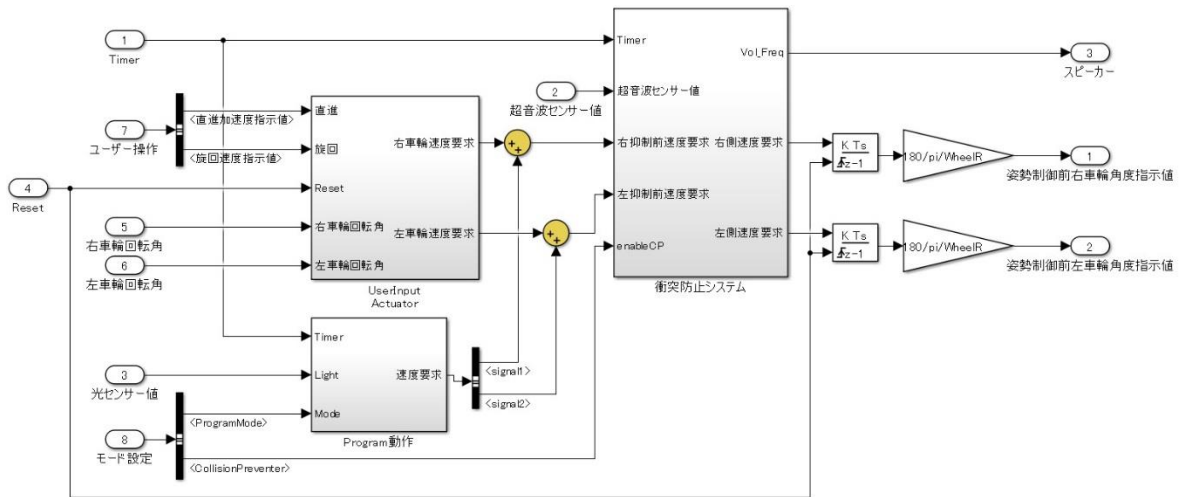 1
Timer
7
ユーザー操作
<直進加速度指示値>
<旋回速度指示値>
4
Reset
5
右車輪回転角
6
左車輪回転角
直進
旋回
Reset
右車輪回転角
左車輪回転角
右車輪速度要求
左車輪速度要求
UserInput
Actuator
3
光センサー値
8
モード設定
<ProgramMode>
<CollisionPreventer>
Timer
Light
Mode
速度要求
Program動作
<signal1>
<signal2>
+
+
+
+
2
超音波センサー値
Timer
超音波センサー値
右抑制前速度要求
左抑制前速度要求
enableCP
Vol_Freq
右側速度要求
左側速度要求
衝突防止システム
3
スピーカー
K Ts
z-1
180/pi/WheelR
1
姿勢制御前右車輪角度指示値
K Ts
z-1
180/pi/WheelR
2
姿勢制御前左車輪角度指示値